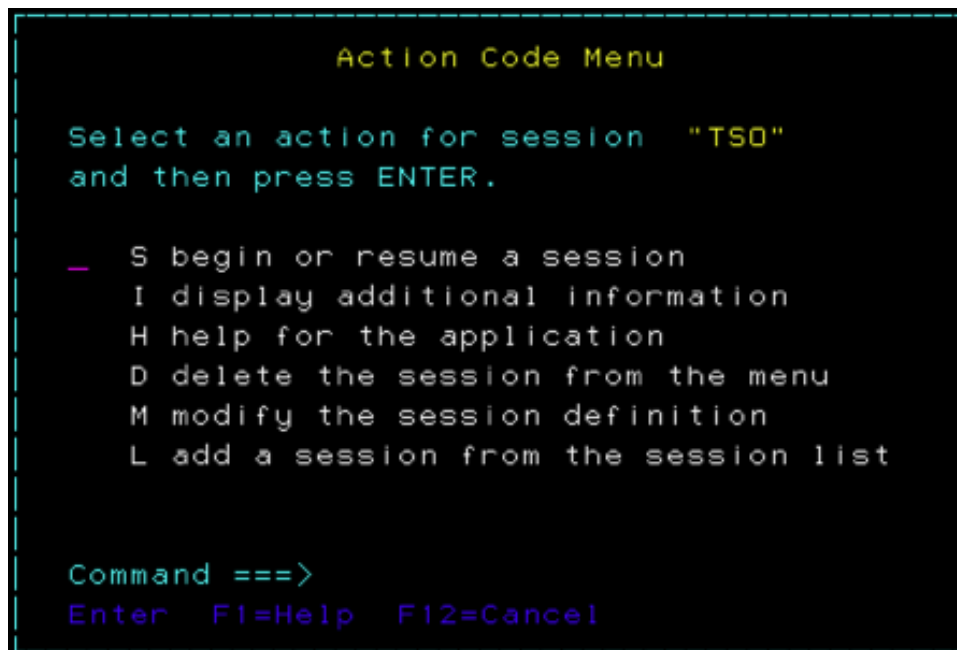 Action Code Menu
Select an action for session "TSO"
and then press ENTER.
_ S begin or resume a session
I display additional information
H help for the application
D delete the session from the menu
M modify the session definition
L add a session from the session list
Command ===>
Enter F1=Help F12=Cancel